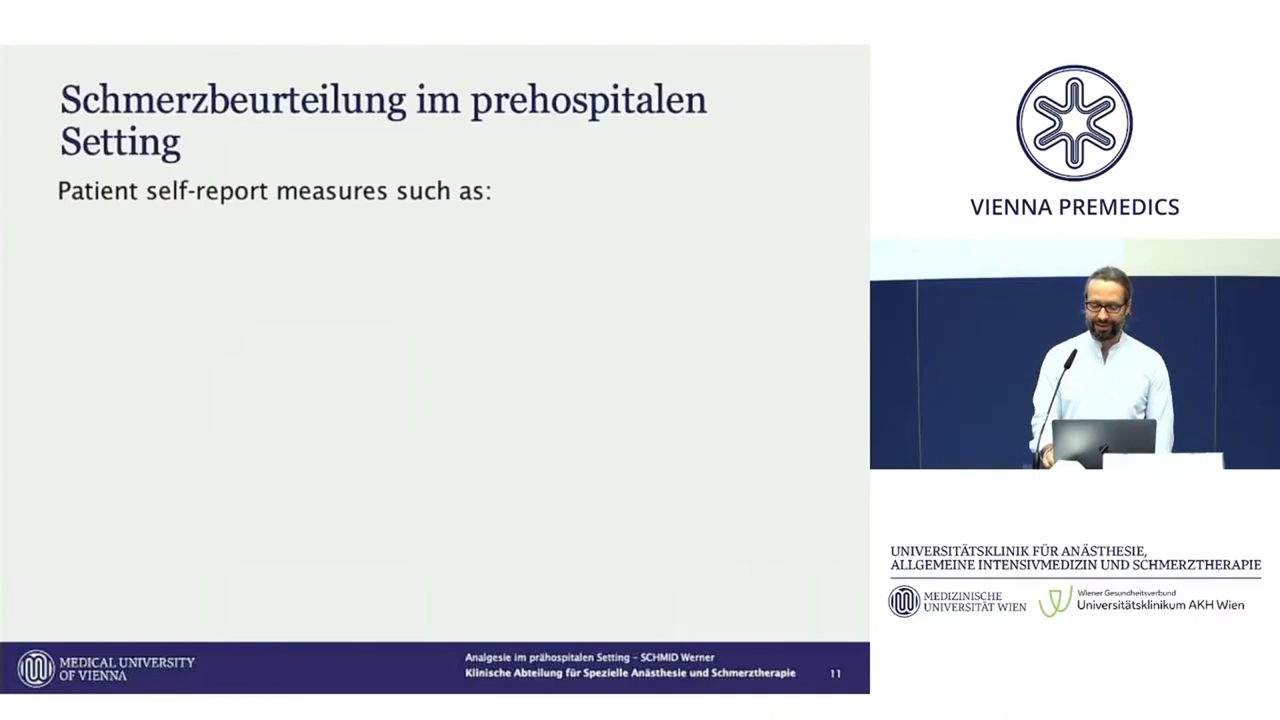 Schmerzbeurteilung im prehospitalen
Setting
Patient self-report measures such as:
MEDICAL UNIVERSITY
OF VIENNA
Analgesie im prähospitalen Setting – SCHMID Werner
Klinische Abteilung für Spezielle Anästhesie und Schmerztherapie
11
VIENNA PREMEDICS
UNIVERSITÄTSKLINIK FÜR ANÄSTHESIE,
ALLGEMEINE INTENSIVMEDIZIN UND SCHMERZTHERAPIE
MEDIZINISCHE
UNIVERSITÄT WIEN
Wiener Gesundheitsverbund
Universitätsklinikum AKH Wien